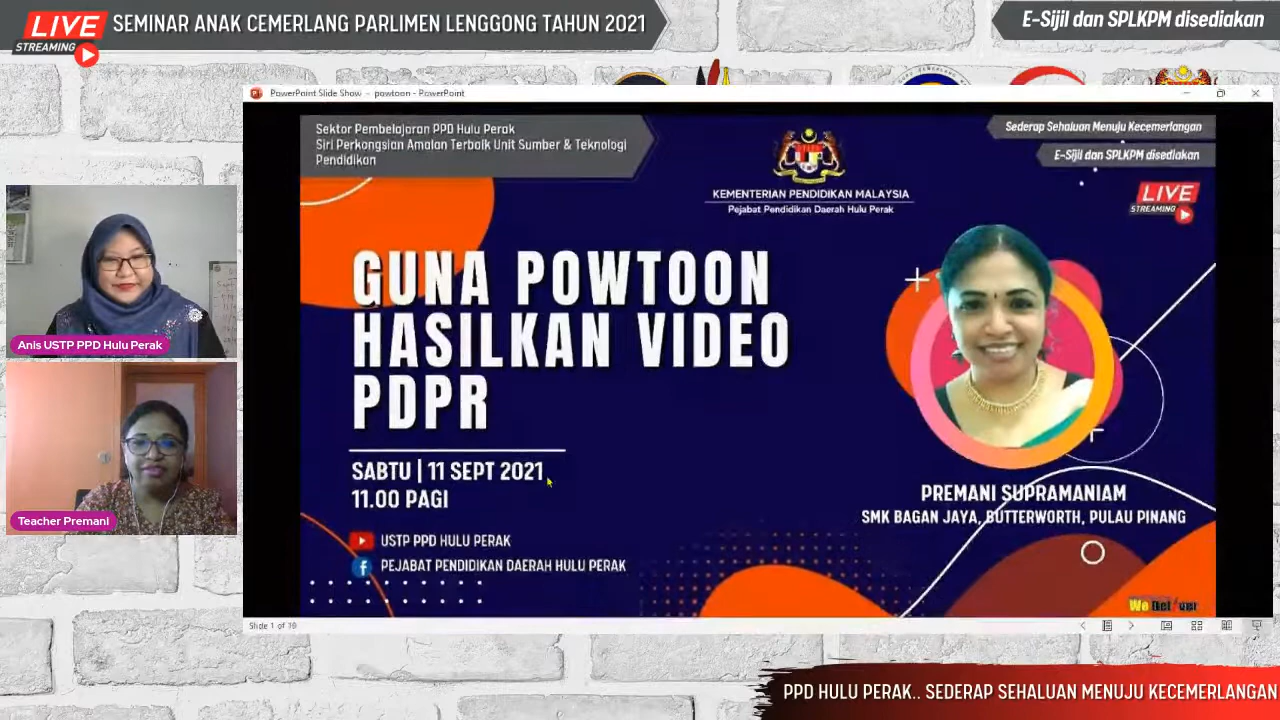 LIVE
STREAMING
SEMINAR ANAK CEMERLANG PARLIMEN LENGGONG TAHUN 2021
E-Sijil dan SPLKPM disediakan
PowerPoint Slide Show - powtoon - PowerPoint
Sektor Pembelajaran PPD Hulu Perak
Siri Perkongsian Amalan Terbaik Unit Sumber & Teknologi
Pendidikan
Sederap Sehaluan Menuju Kecemerlangan
E-Sijil dan SPLKPM disediakan
LIVE
STREAMING
KEMENTERIAN PENDIDIKAN MALAYSIA
Pejabat Pendidikan Daerah Hulu Perak
GUNA POWTOON
HASILKAN VIDEO
PDPR
SABTU | 11 SEPT 2021
11.00 PAGI
USTP PPD HULU PERAK
PEJABAT PENDIDIKAN DAERAH HULU PERAK
PREMANI SUPRAMANIAM
SMK BAGAN JAYA, BUTTERWORTH, PULAU PINANG
Anis USTP PPD Hulu Perak
Teacher Premani
Slide 1 of
PPD HULU PERAK.. SEDERAP SEHALUAN MENUJU KECEMERLANGAN